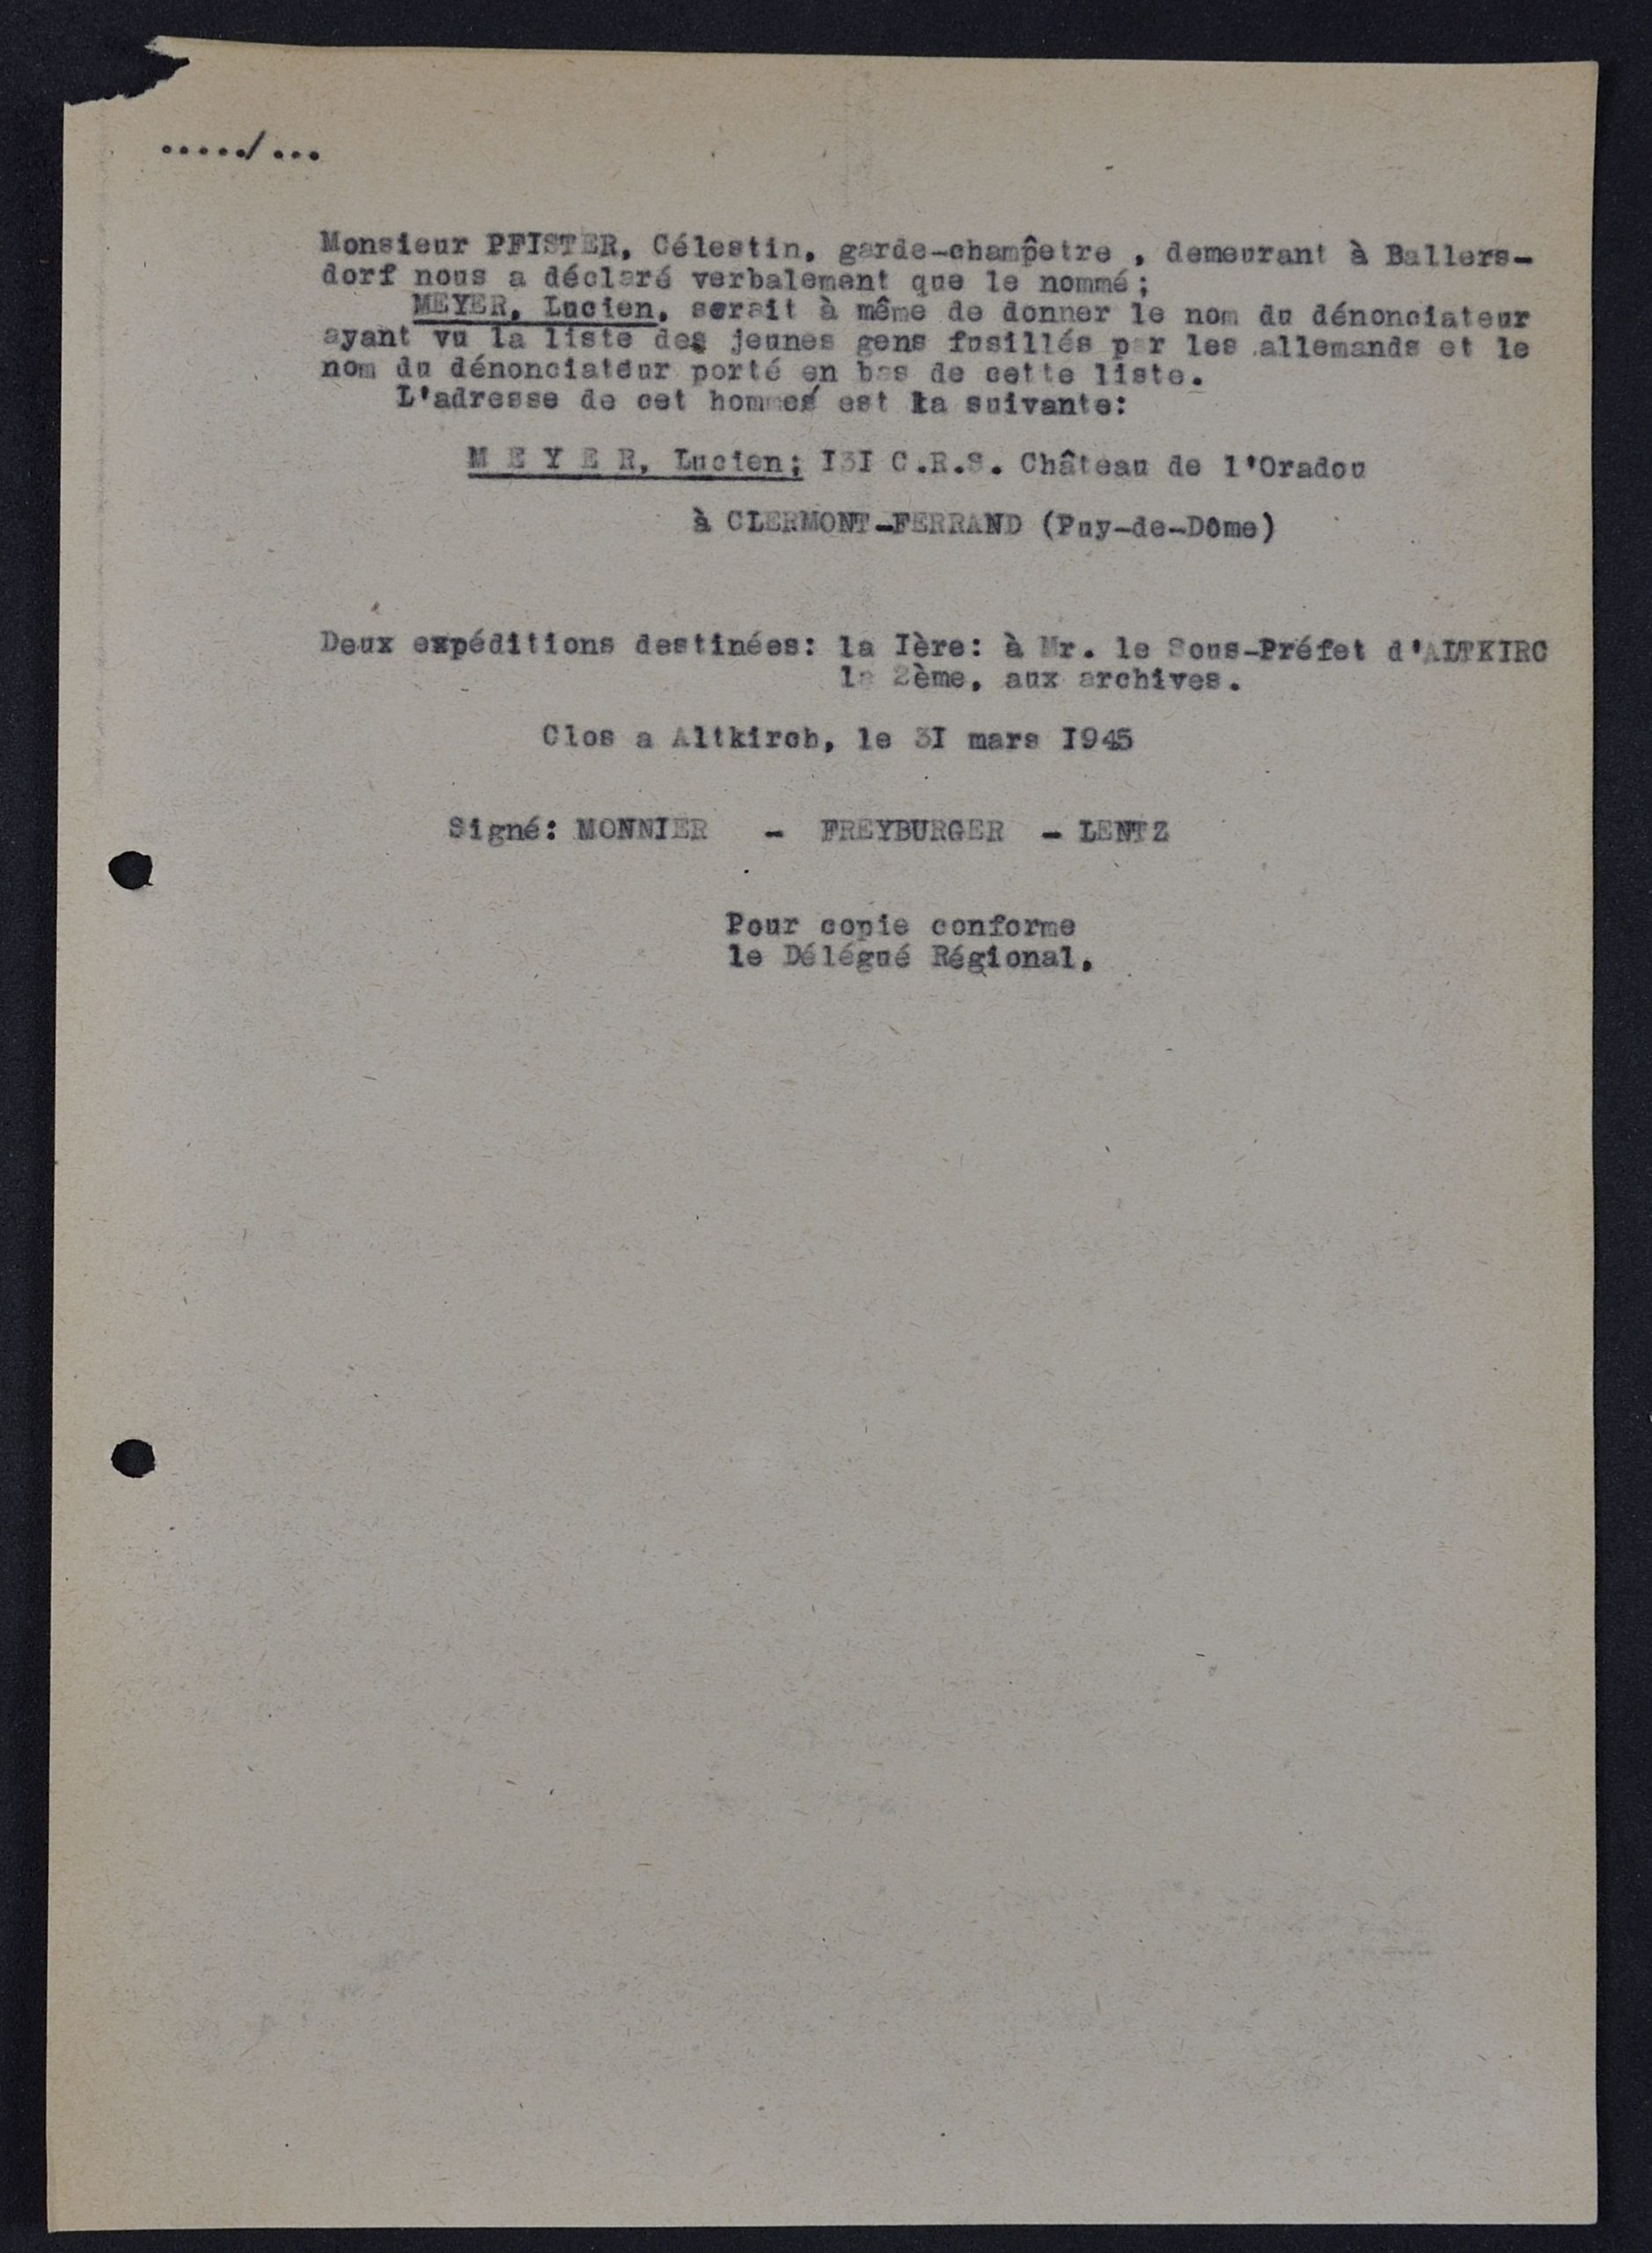 ...../...
Monsieur PFISTER, Célestin, garde-champêtre , demeurant à Ballers-
dorf nous a déclaré verbalement que le nommé;
MEYER, Lucien, serait à même de donner le nom du dénonciateur
ayant vu la liste des jeunes gens fusillés par les allemands et le
nom du dénonciateur porté en bas de cette liste.
L'adresse de cet homme est la suivante:
M E Y E R, Lucien; I3I C.R.S. Château de l'Oradou
à CLERMONT-FERRAND (Puy-de-Dôme)
Deux expéditions destinées: la Ière: à Mr. le Sous-Préfet d'ALTKIRC
la 2ème, aux archives.
Clos a Altkirch, le 3I mars I945
Signé: MONNIER - FREYBURGER - LENTZ
Pour copie conforme
le Délégué Régional.